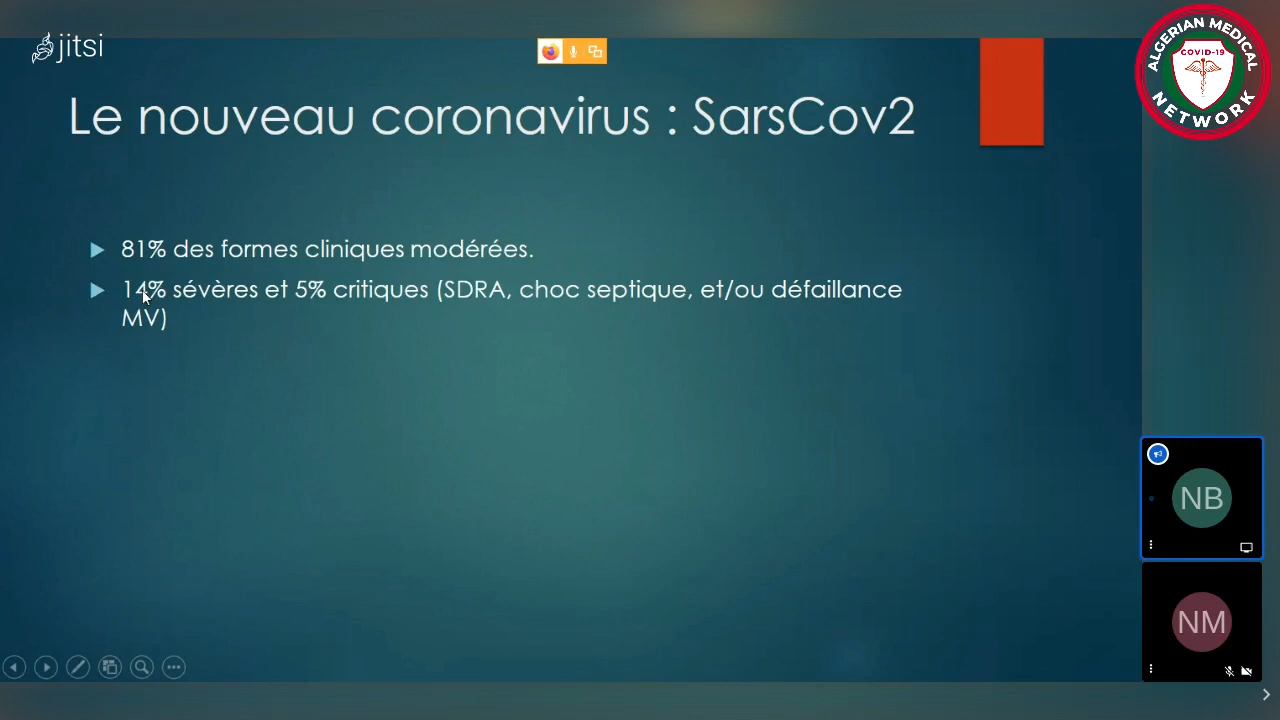 jitsi
ALGERIAN MEDICAL
COVID-19
NETWORK
Le nouveau coronavirus : SarsCov2
81% des formes cliniques modérées.
14% sévères et 5% critiques (SDRA, choc septique, et/ou défaillance
MV)
NB
NM